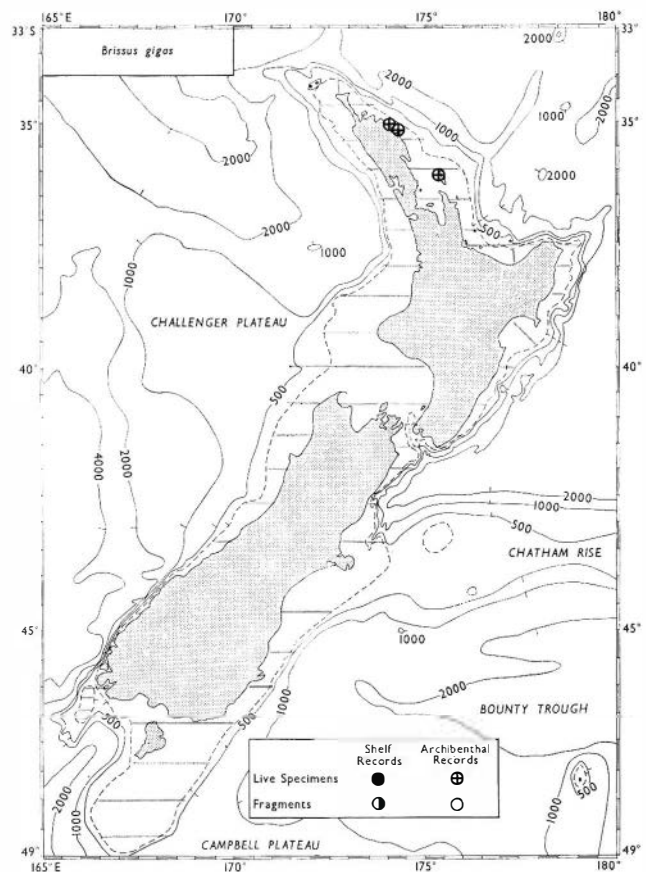 165°E 170° 175° 180°
33°S 33°
Brissus gigas
2000
1000
35° 35°
1000
2000
2000
500
2000
1000
1000
CHALLENGER PLATEAU
40° 40°
500
4000
2000
2000
1000
500
CHATHAM RISE
45° 45°
1000
1000
2000
500
BOUNTY TROUGH
500
Shelf Records Archibenthal Records
Live Specimens
Fragments
2000
1000
1000
500
CAMPBELL PLATEAU
49° 49°
165°E 170° 175° 180°